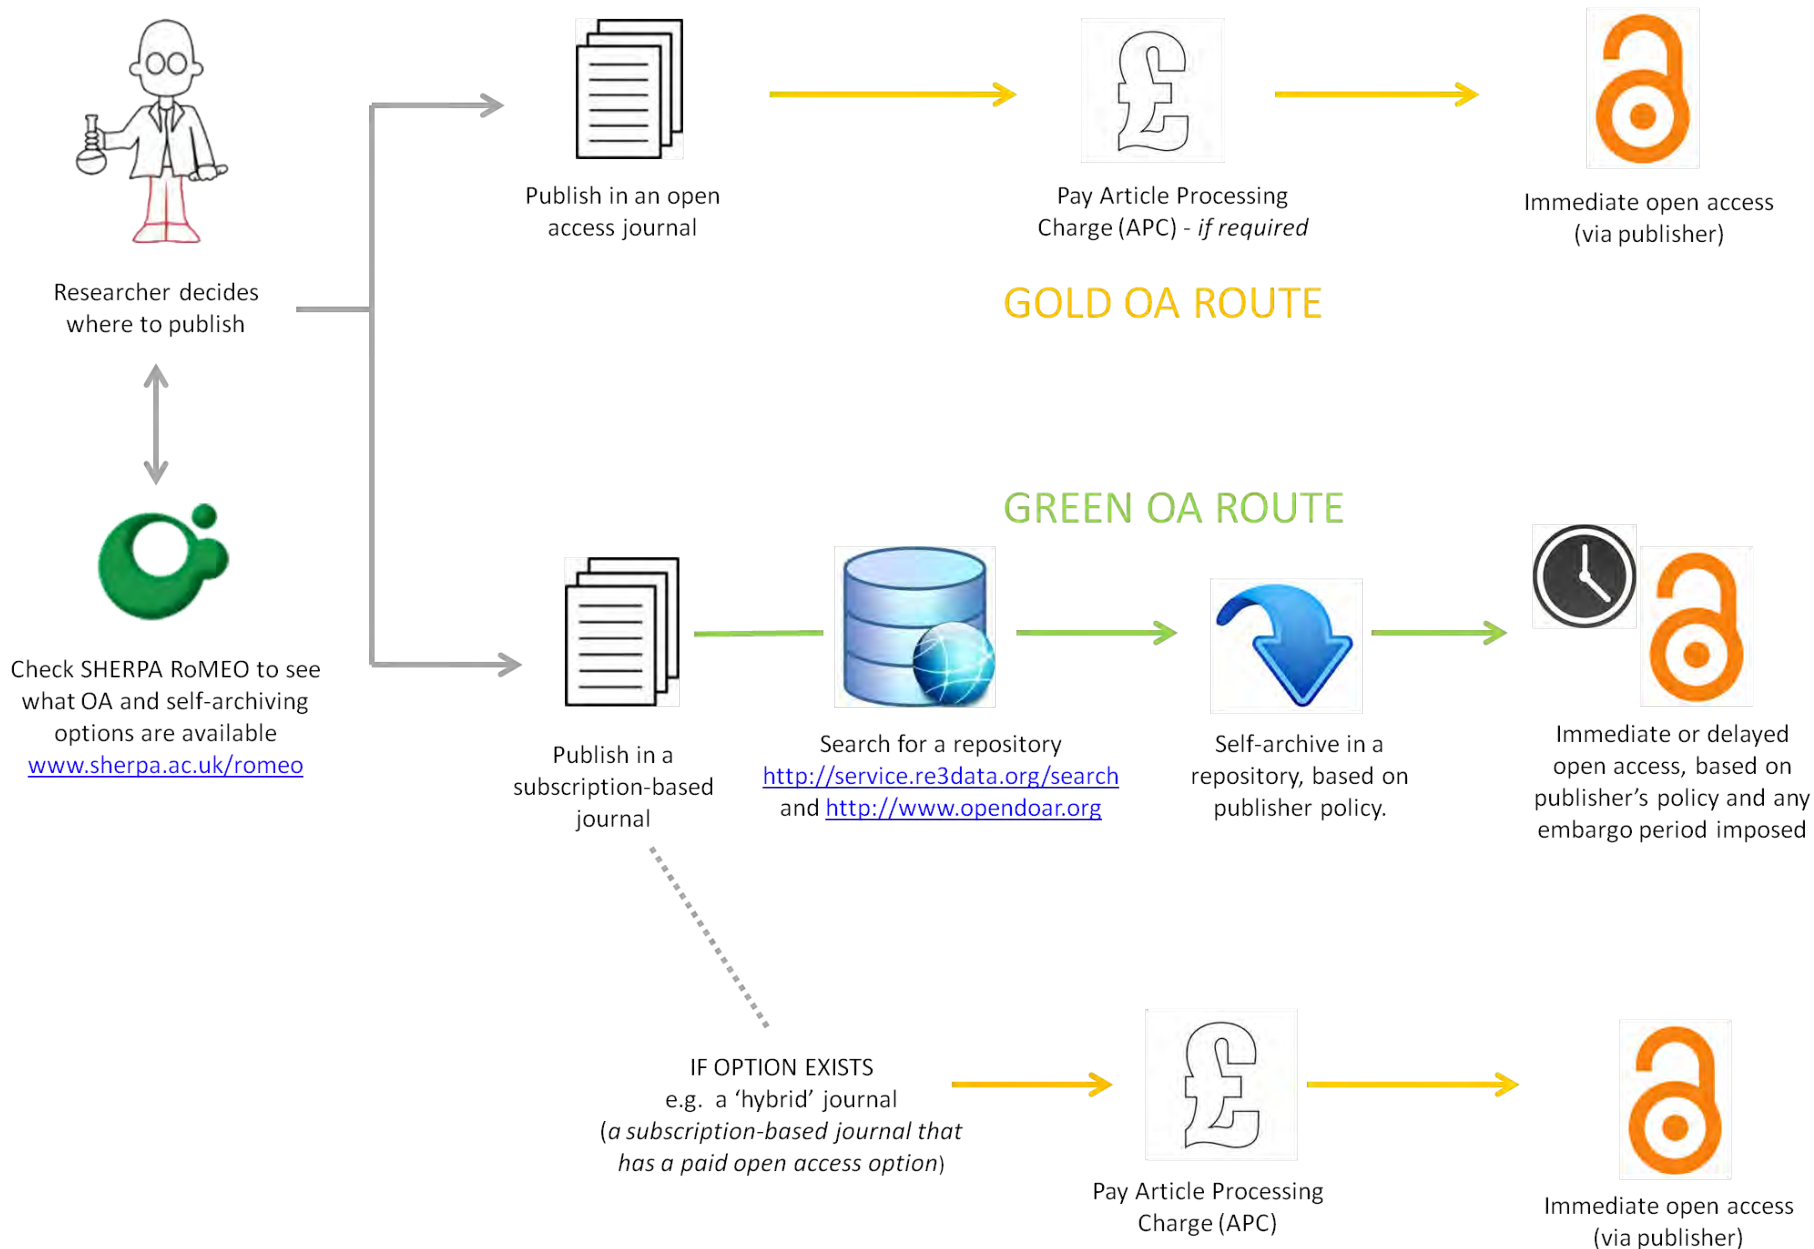 Researcher decides
where to publish
Check SHERPA RoMEO to see
what OA and self-archiving
options are available
www.sherpa.ac.uk/romeo
Publish in an open
access journal
Pay Article Processing
Charge (APC) - if required
Immediate open access
(via publisher)
GOLD OA ROUTE
GREEN OA ROUTE
Publish in a
subscription-based
journal
Search for a repository
http://service.re3data.org/search
and http://www.opendoar.org
Self-archive in a
repository, based on
publisher policy.
Immediate or delayed
open access, based on
publisher’s policy and any
embargo period imposed
IF OPTION EXISTS
e.g. a ‘hybrid’ journal
(a subscription-based journal that
has a paid open access option)
Pay Article Processing
Charge (APC)
Immediate open access
(via publisher)